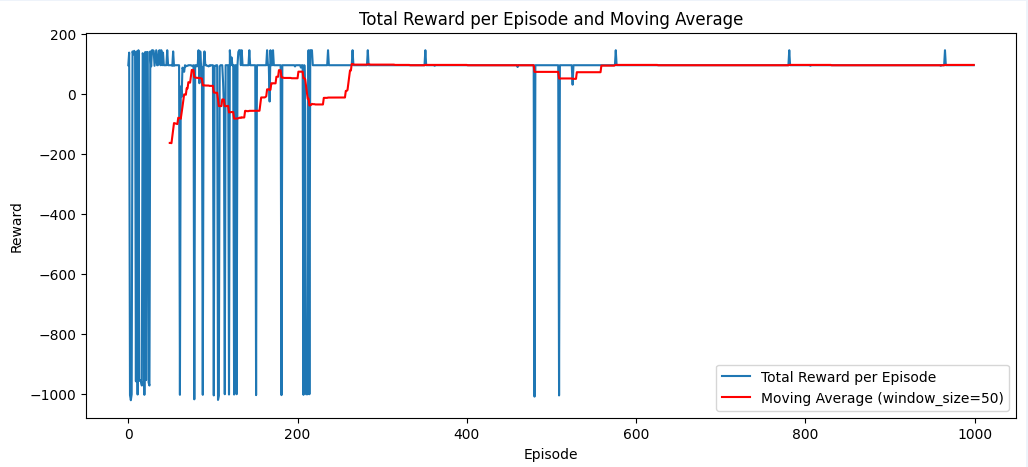 Total Reward per Episode and Moving Average
200
0
−200
−400
−600
−800
−1000
Reward
0
200
400
600
800
1000
Episode
Total Reward per Episode
Moving Average (window_size=50)